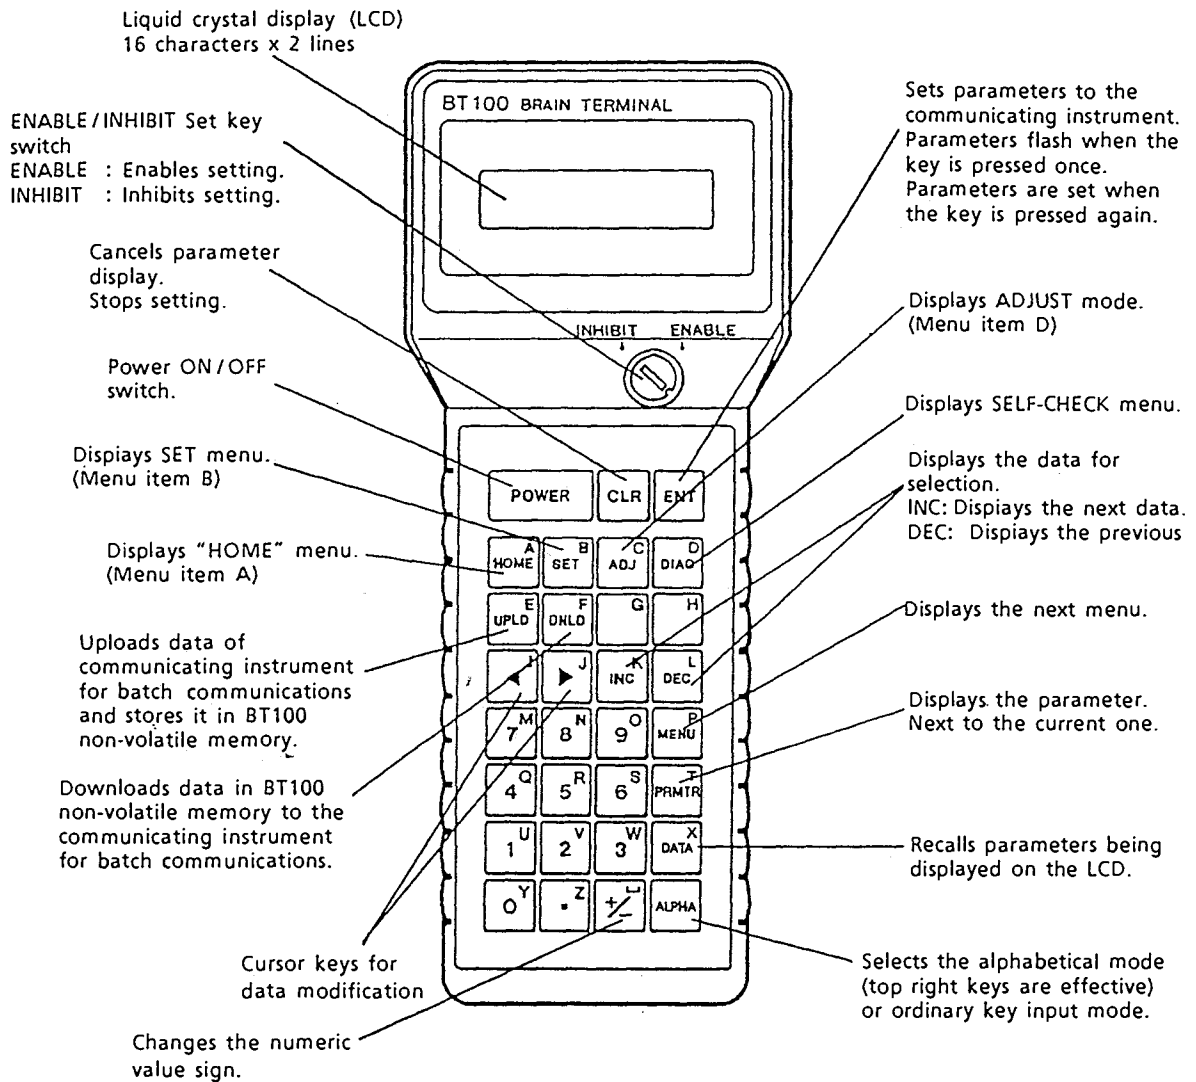 Liquid crystal display (LCD)
16 characters x 2 lines
ENABLE/INHIBIT Set key
switch
ENABLE : Enables setting.
INHIBIT : Inhibits setting.
Cancels parameter
display.
Stops setting.
Power ON/OFF
switch.
Dispiays SET menu.
(Menu item B)
Displays "HOME" menu.
(Menu item A)
Uploads data of
communicating instrument
for batch communications
and stores it in BT100
non-volatile memory.
Downloads data in BT100
non-volatile memory to the
communicating instrument
for batch communications.
Cursor keys for
data modification
Changes the numeric
value sign.
BT100 BRAIN TERMINAL
INHIBIT ENABLE
POWER CLR ENT
A B C D
HOME SET ADJ DIAG
E F G H
UPLD DNLD
I J K L
INC DEC
M N O P
7 8 9 MENU
Q R S T
4 5 6 PRMTR
U V W X
1 2 3 DATA
Y Z
0 . +/- ALPHA
Sets parameters to the
communicating instrument.
Parameters flash when the
key is pressed once.
Parameters are set when
the key is pressed again.
Displays ADJUST mode.
(Menu item D)
Displays SELF-CHECK menu.
Displays the data for
selection.
INC: Displays the next data.
DEC: Displays the previous
Displays the next menu.
Displays the parameter.
Next to the current one.
Recalls parameters being
displayed on the LCD.
Selects the alphabetical mode
(top right keys are effective)
or ordinary key input mode.